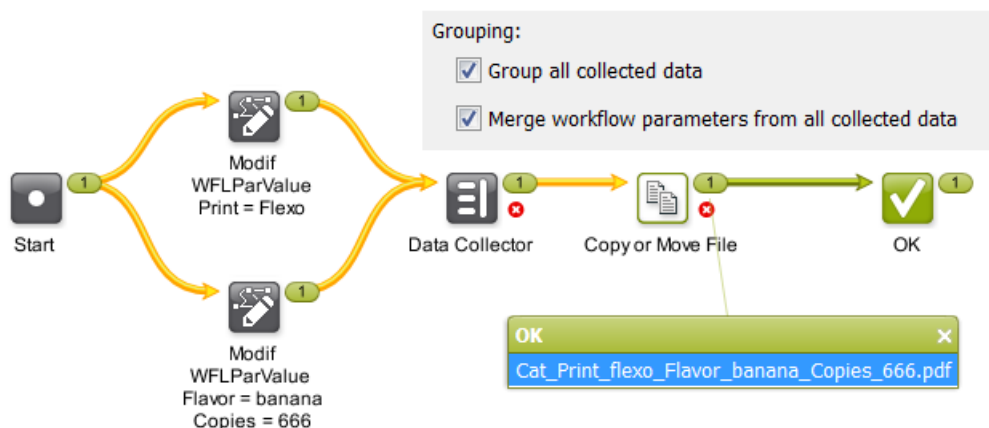 Grouping:
Group all collected data
Merge workflow parameters from all collected data
1
Modif
WFLParValue
Print = Flexo
1
Start
1
Data Collector
1
Copy or Move File
1
OK
1
Modif
WFLParValue
Flavor = banana
Copies = 666
OK
Cat_Print_flexo_Flavor_banana_Copies_666.pdf